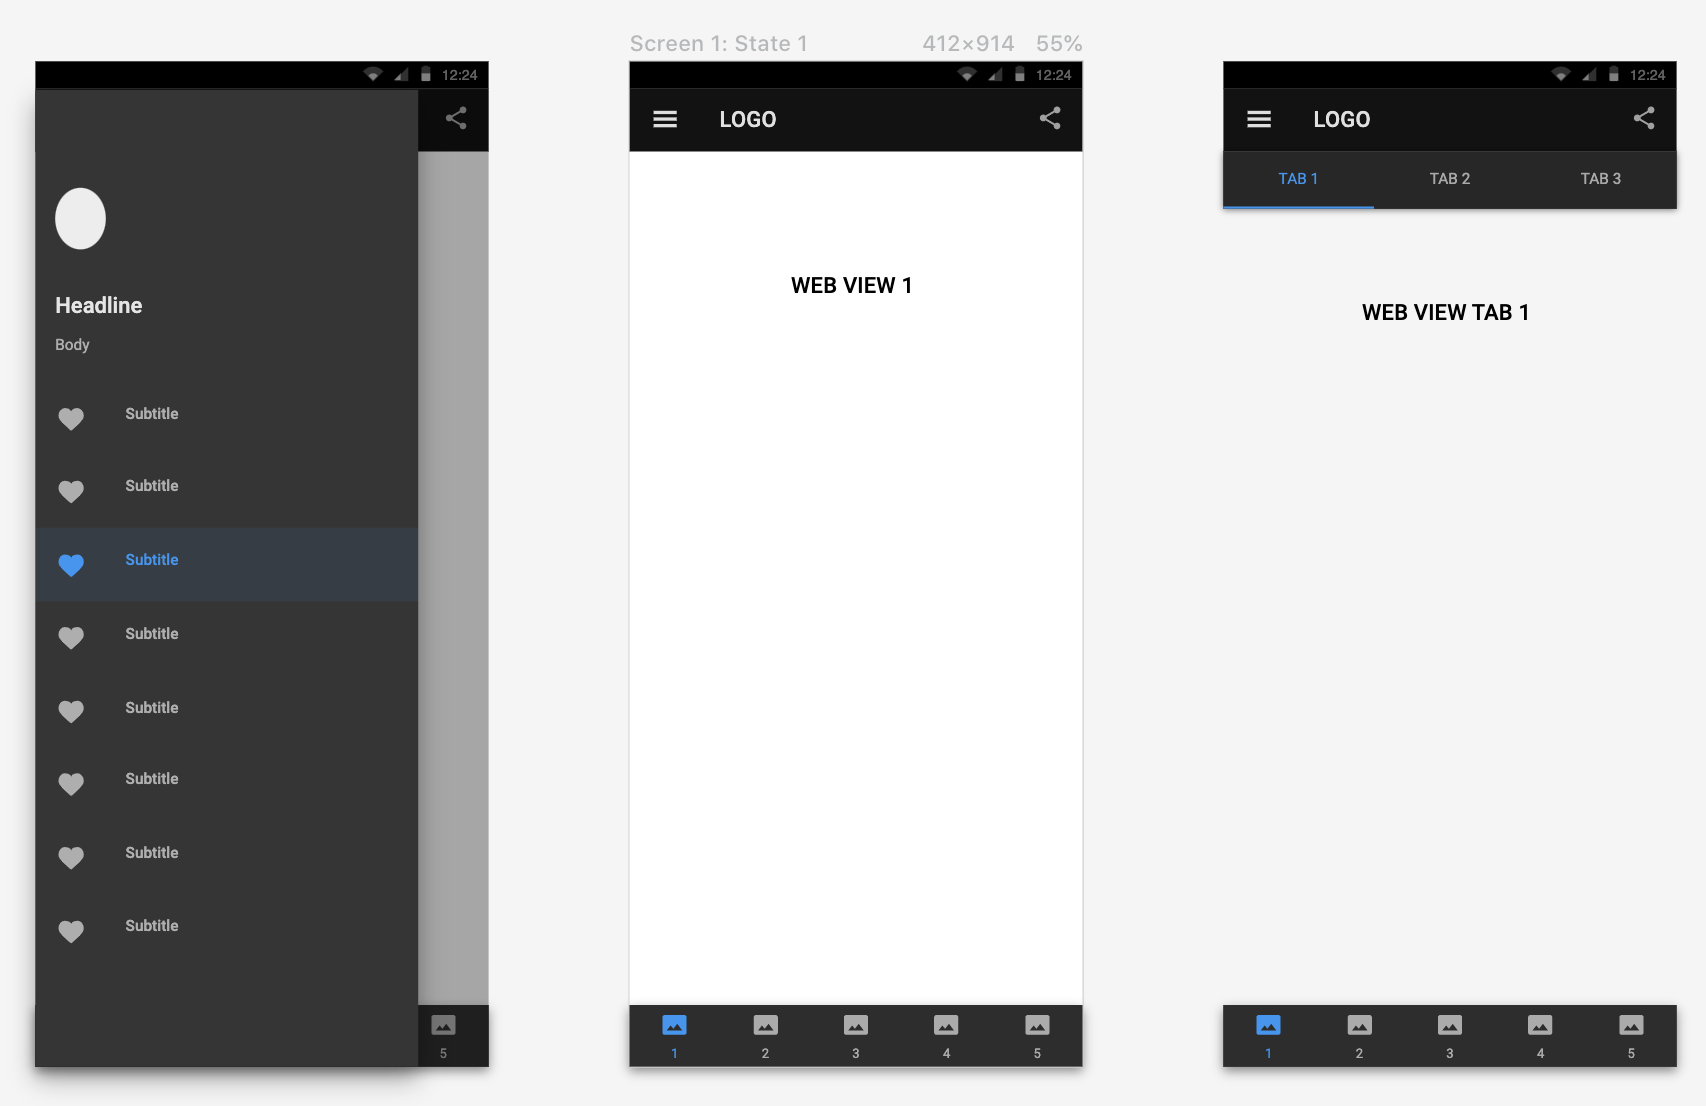 Screen 1: State 1 412×914 55%
12:24
Headline
Body
Subtitle
Subtitle
Subtitle
Subtitle
Subtitle
Subtitle
Subtitle
Subtitle
5
12:24
LOGO
WEB VIEW 1
1 2 3 4 5
12:24
LOGO
TAB 1 TAB 2 TAB 3
WEB VIEW TAB 1
1 2 3 4 5